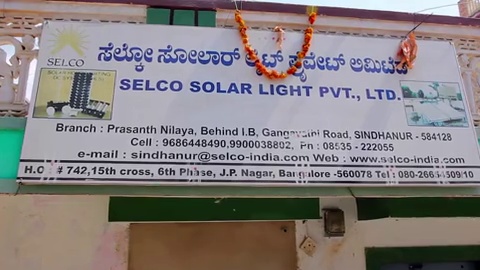 ಸೆಲ್ಕೋ ಸೋಲಾರ್ ಲೈಟ್ ಪ್ರೈವೇಟ್ ಲಿಮಿಟೆಡ್
SELCO
SELCO SOLAR LIGHT PVT., LTD.
Branch : Prasanth Nilaya, Behind I.B, Gangavathi Road, SINDHANUR - 584128
Cell : 9686448490,9900038802, Ph : 08535 - 222055
e-mail : sindhanur@selco-india.com Web : www.selco-india.com
H.O : # 742,15th cross, 6th Phase, J.P. Nagar, Bangalore -560078 Tel : 080-26654509/10